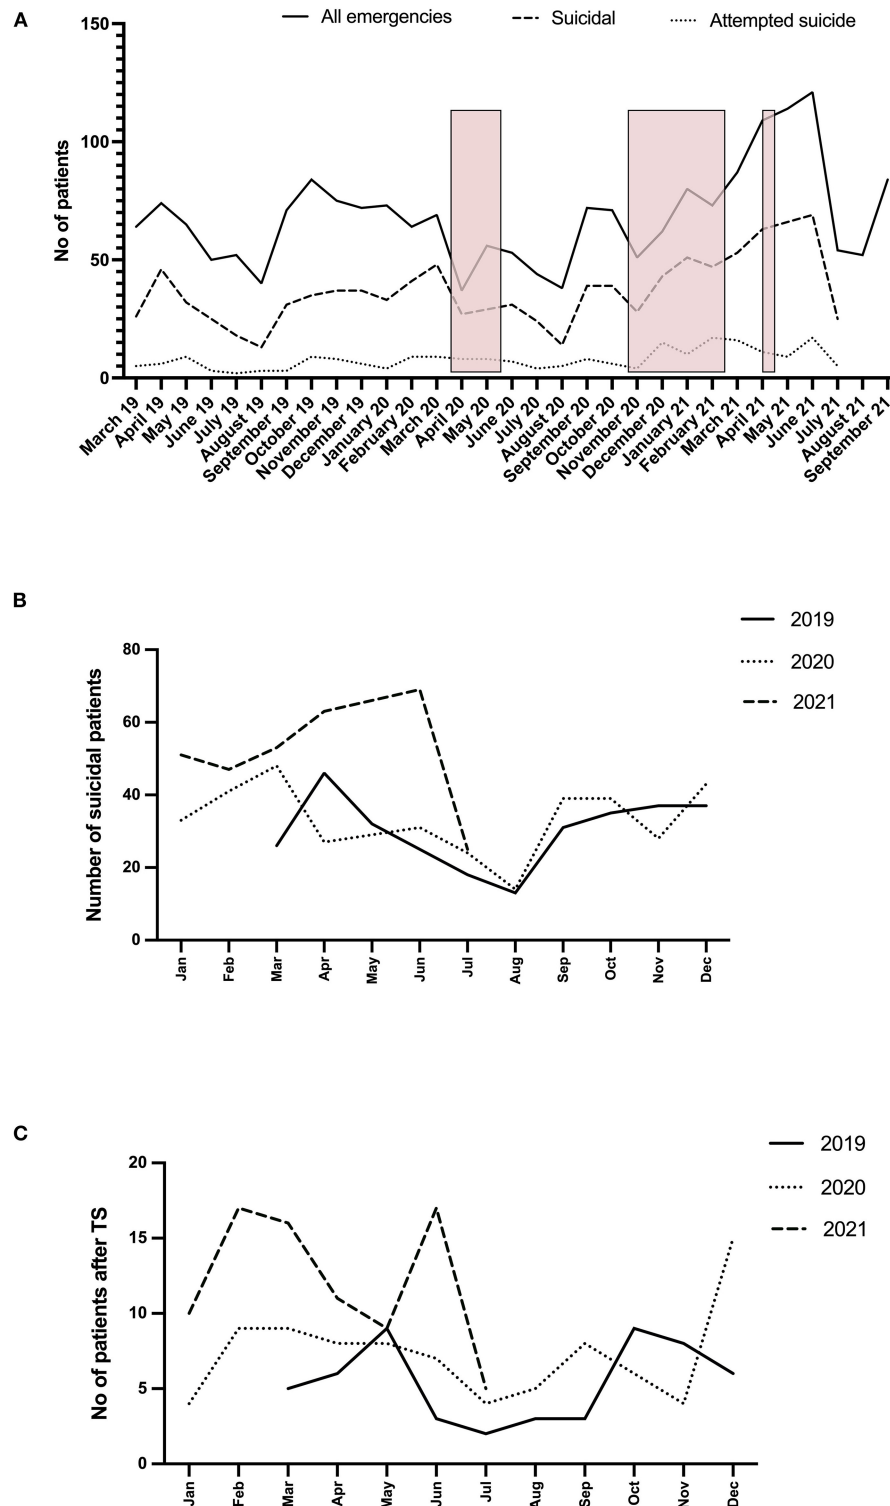 A
All emergencies
Suicidal
Attempted suicide
No of patients
150
100
50
0
March 19
April 19
May 19
June 19
July 19
August 19
September 19
October 19
November 19
December 19
January 20
February 20
March 20
April 20
May 20
June 20
July 20
August 20
September 20
October 20
November 20
December 20
January 21
February 21
March 21
April 21
May 21
June 21
July 21
August 21
September 21
B
2019
2020
2021
Number of suicidal patients
80
60
40
20
0
Jan
Feb
Mar
Apr
May
Jun
Jul
Aug
Sep
Oct
Nov
Dec
C
2019
2020
2021
No of patients after TS
20
15
10
5
0
Jan
Feb
Mar
Apr
May
Jun
Jul
Aug
Sep
Oct
Nov
Dec